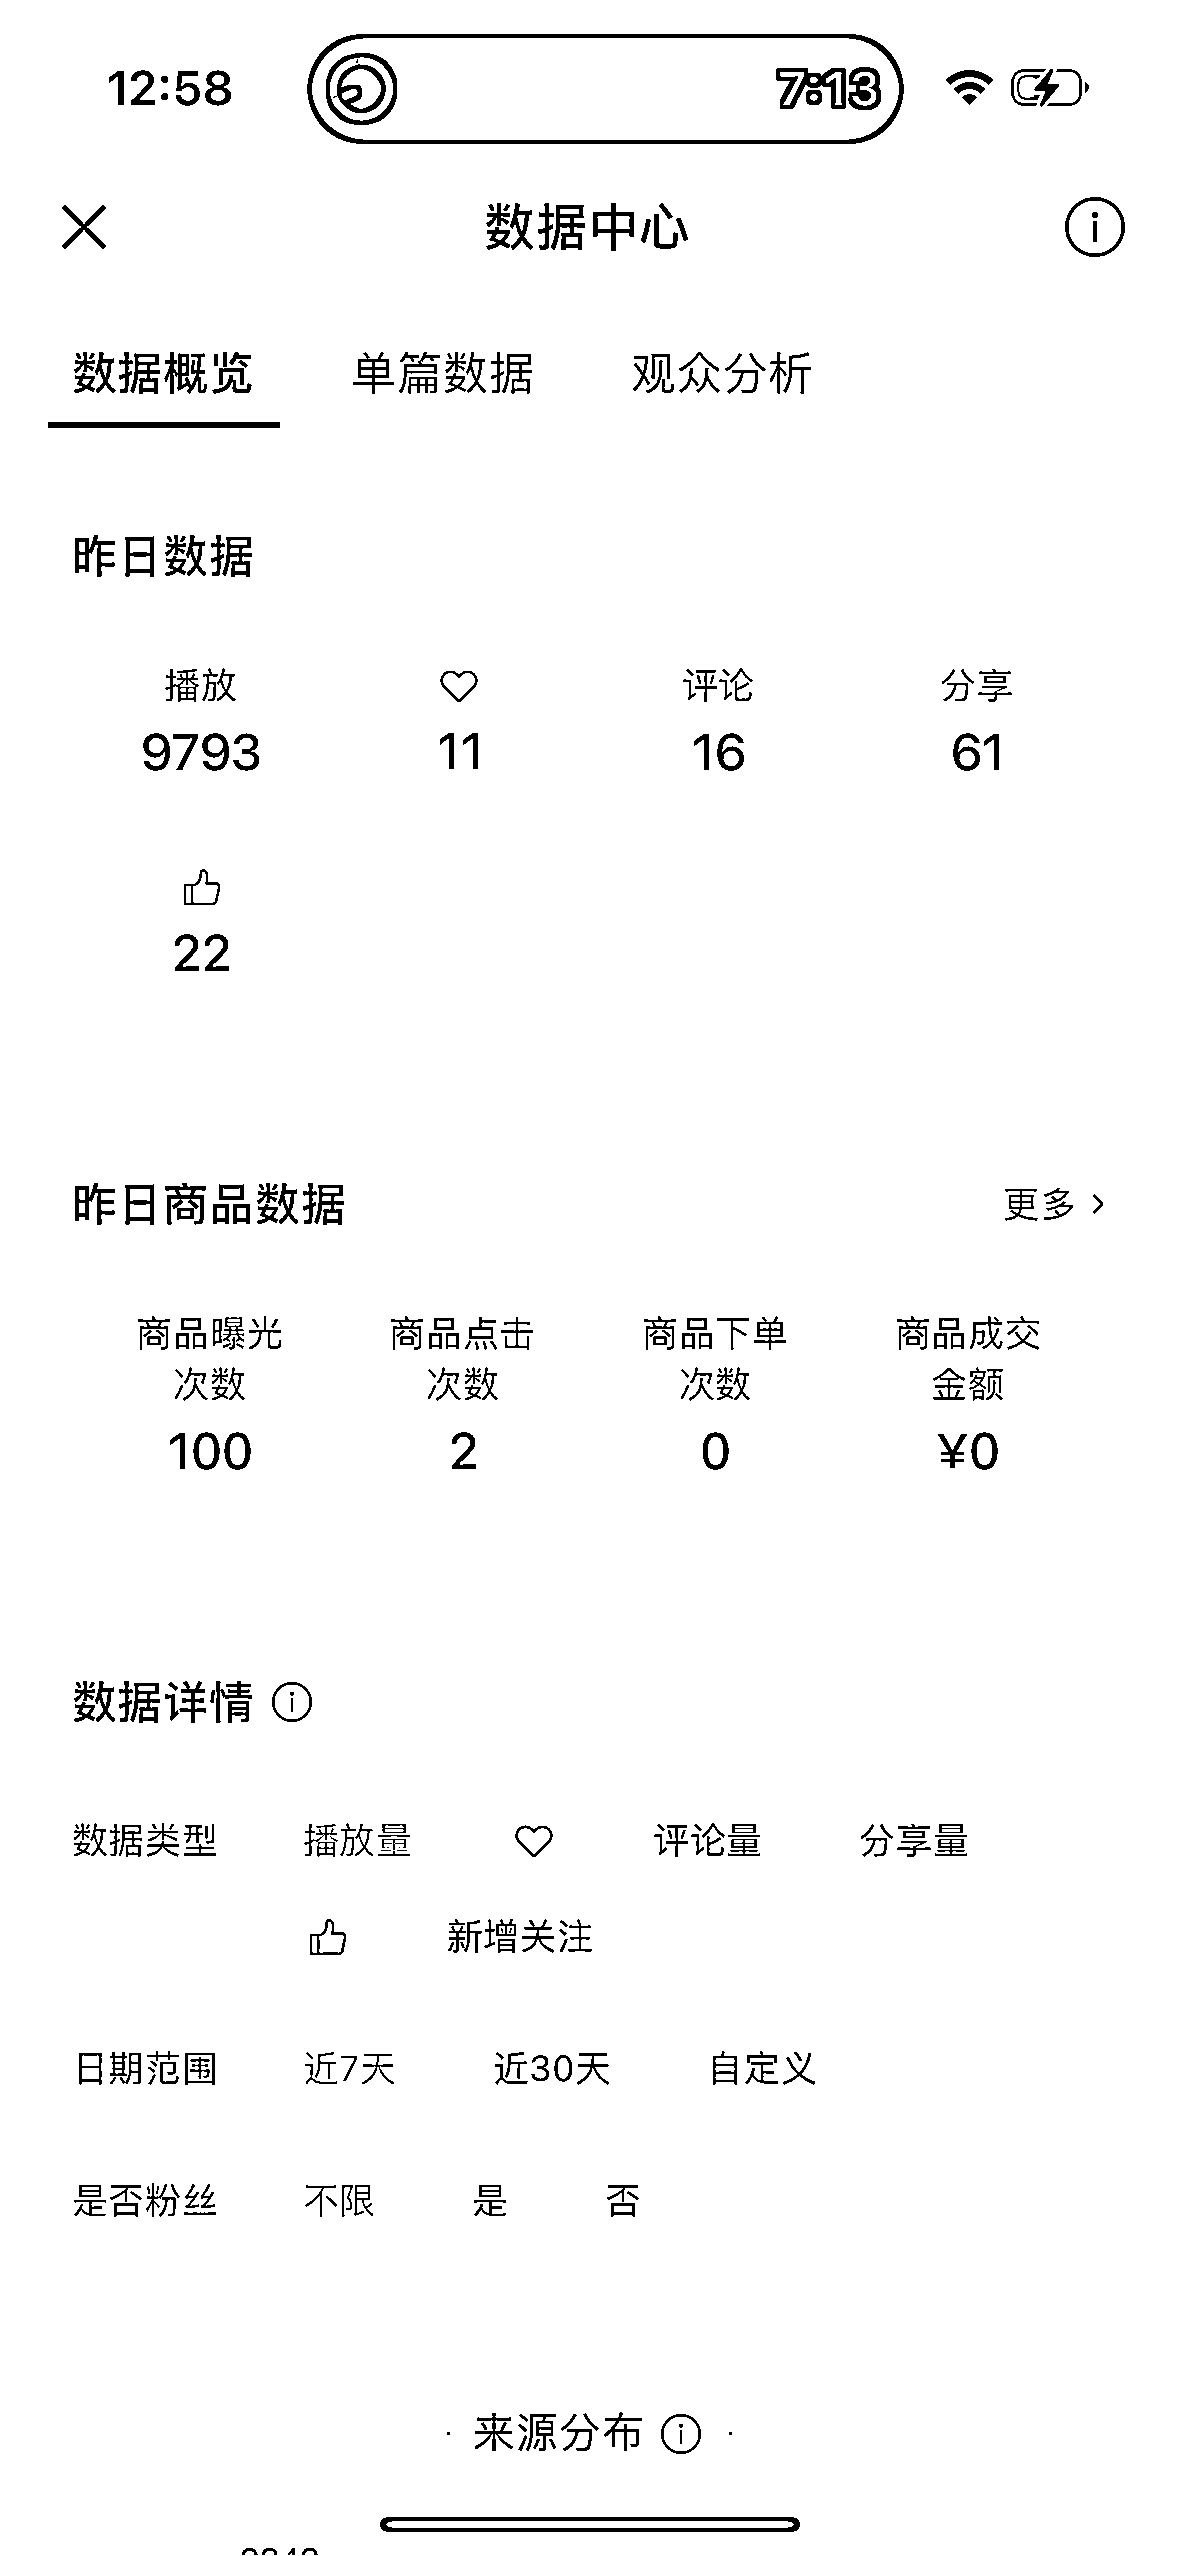 12:58 7:13
数据中心
数据概览 单篇数据 观众分析
昨日数据
播放 评论 分享
9793 11 16 61
22
昨日商品数据 更多
商品曝光次数 商品点击次数 商品下单次数 商品成交金额
100 2 0 ¥0
数据详情
数据类型 播放量 评论量 分享量
新增关注
日期范围 近7天 近30天 自定义
是否粉丝 不限 是 否
· 来源分布 ·